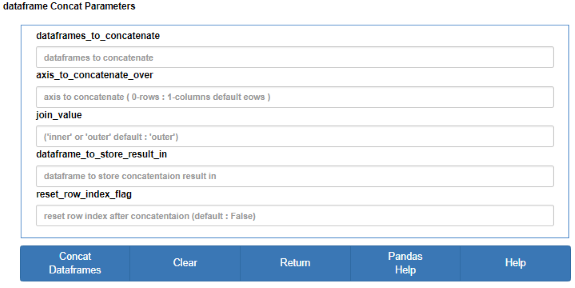 dataframe Concat Parameters
dataframes_to_concatenate
dataframes to concatenate
axis_to_concatenate_over
axis to concatenate ( 0-rows : 1-columns default eows )
join_value
('inner' or 'outer' default : 'outer')
dataframe_to_store_result_in
dataframe to store concatentaion result in
reset_row_index_flag
reset row index after concatentaion (default : False)
Concat
Dataframes
Clear
Return
Pandas
Help
Help